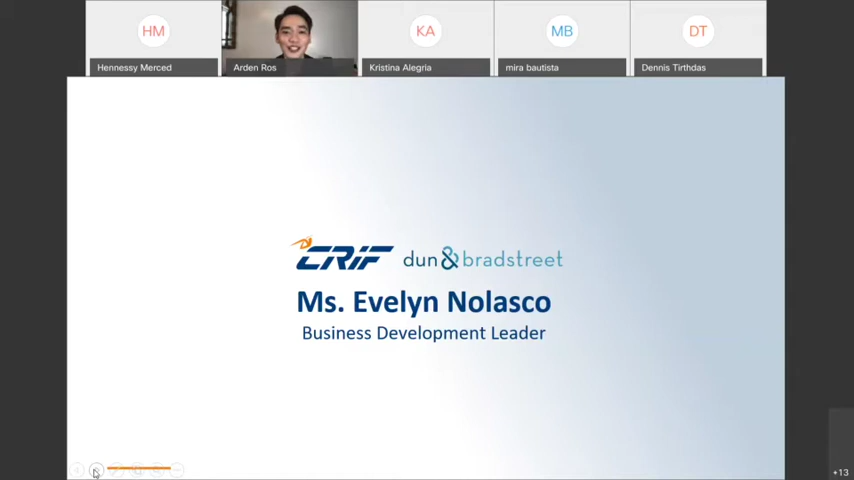 HM
KA
MB
DT
Hennessy Merced
Arden Ros
Kristina Alegria
mira bautista
Dennis Tirthdas
CRIF dun & bradstreet
Ms. Evelyn Nolasco
Business Development Leader
+13